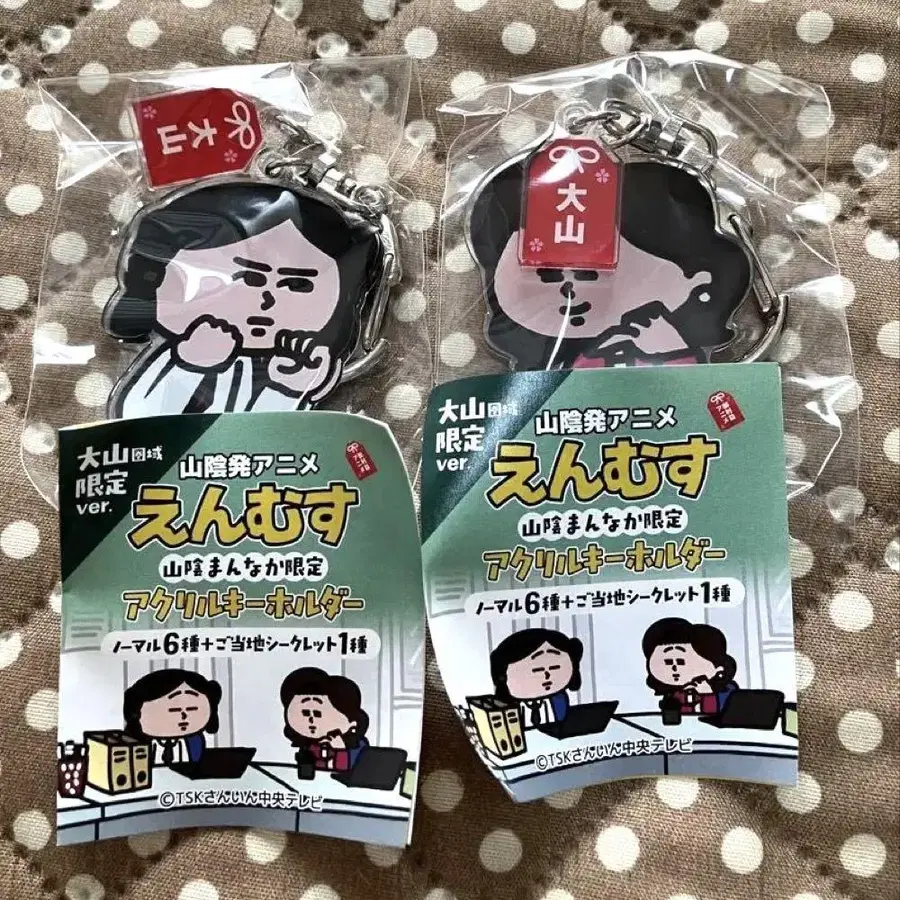 大山
大山
大山圏域
限定
ver.
山陰発アニメ
えんむす
山陰まんなか限定
アクリルキーホルダー
ノーマル6種+ご当地シークレット1種
©TSKさんいん中央テレビ
大山圏域
限定
ver.
山陰発アニメ
えんむす
山陰まんなか限定
アクリルキーホルダー
ノーマル6種+ご当地シークレット1種
©TSKさんいん中央テレビ